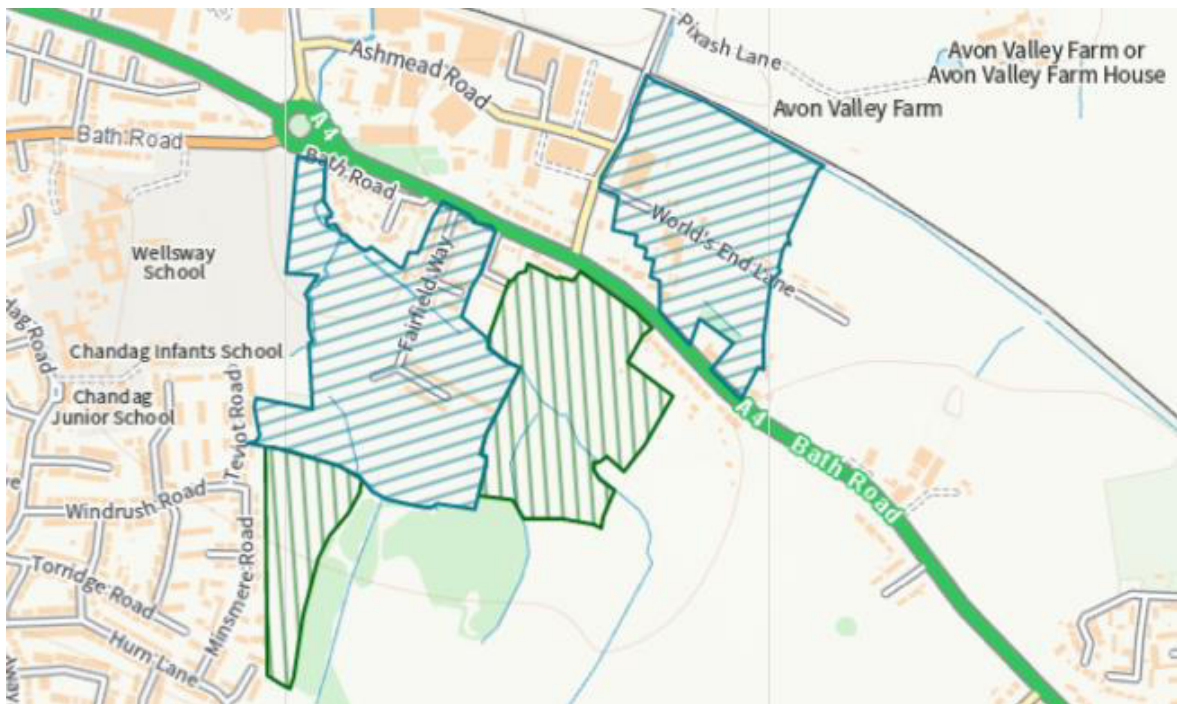 Pixash Lane
Avon Valley Farm or
Avon Valley Farm House
Ashmead Road
Avon Valley Farm
A4
Bath Road
Bath Road
World's End Lane
Wellsway
School
Fairfield Way
Chandag Infants School
Chandag
Junior School
Teviot Road
A4
Bath Road
Windrush Road
Minsmere Road
Torridge Road
Hurn Lane